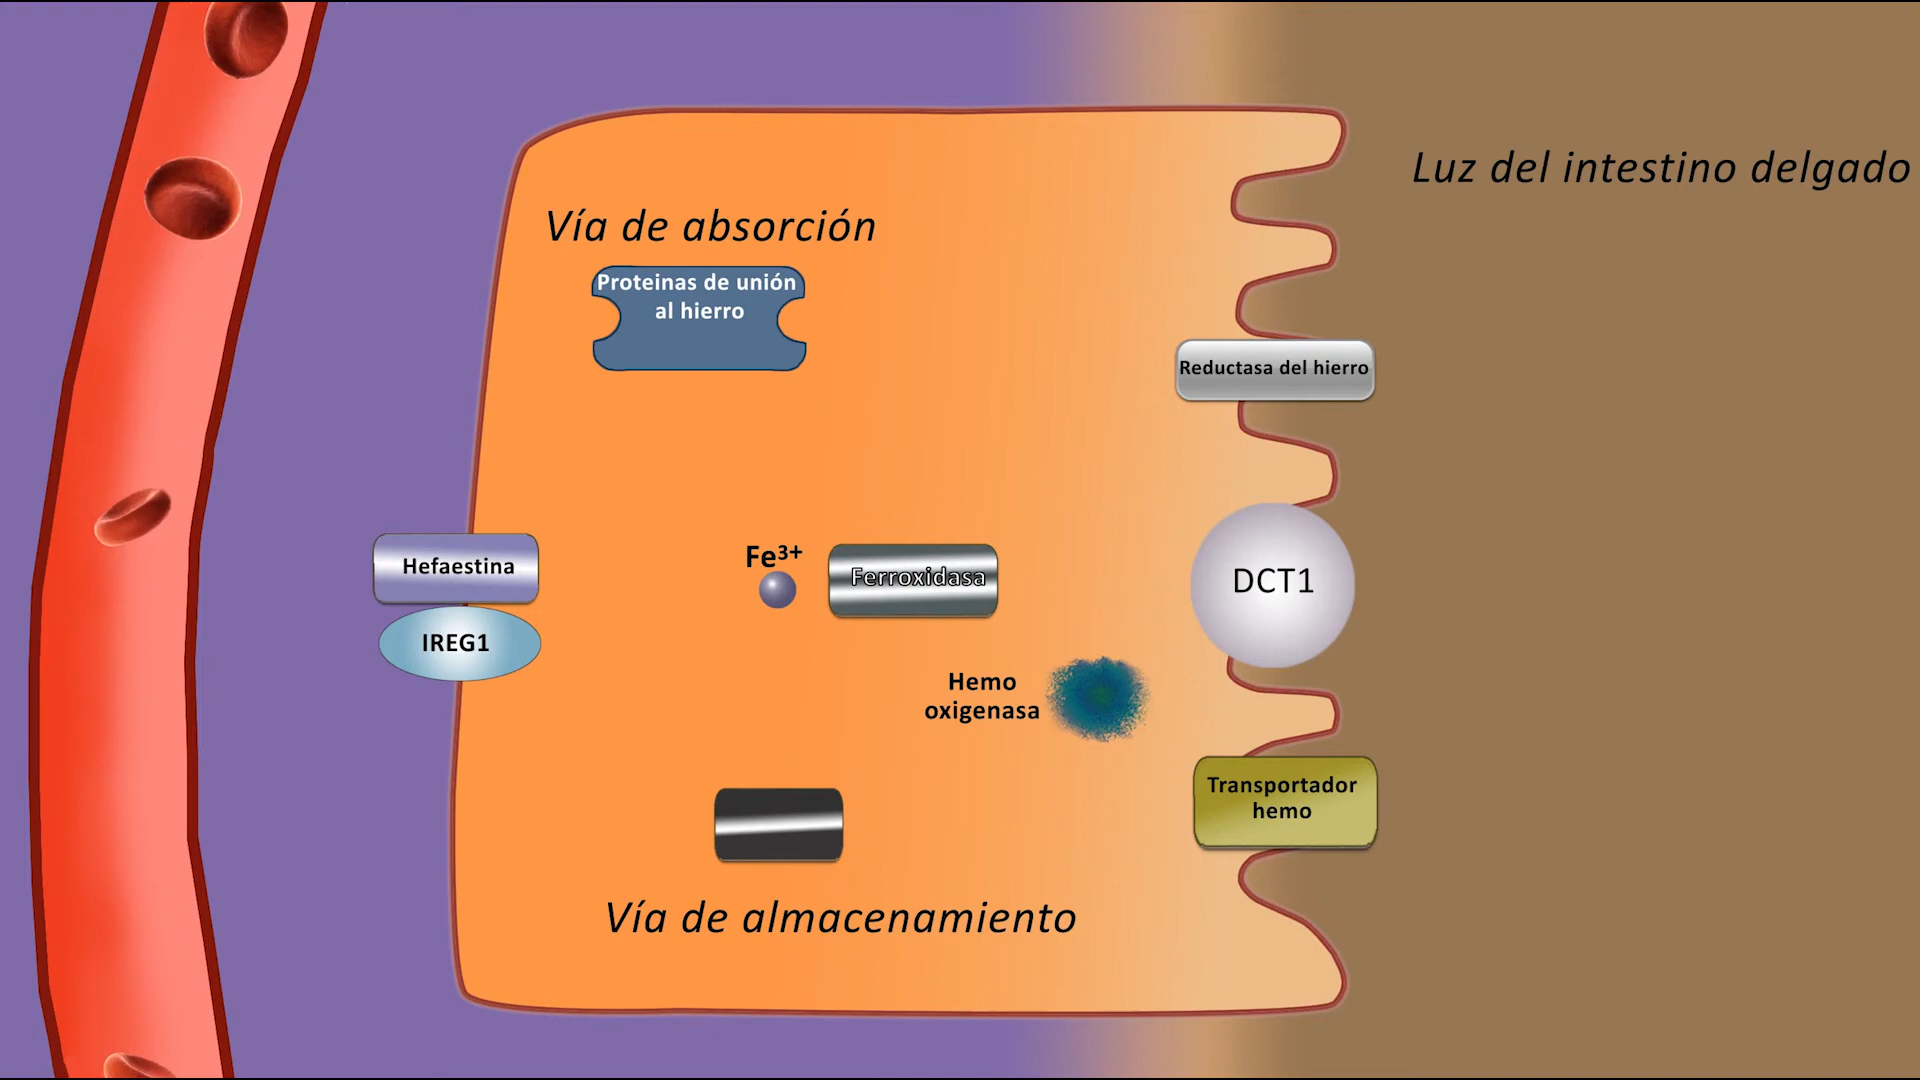 Luz del intestino delgado
Vía de absorción
Proteinas de unión
al hierro
Reductasa del hierro
Hefaestina
Fe³⁺
Ferroxidasa
DCT1
IREG1
Hemo
oxigenasa
Transportador
hemo
Vía de almacenamiento